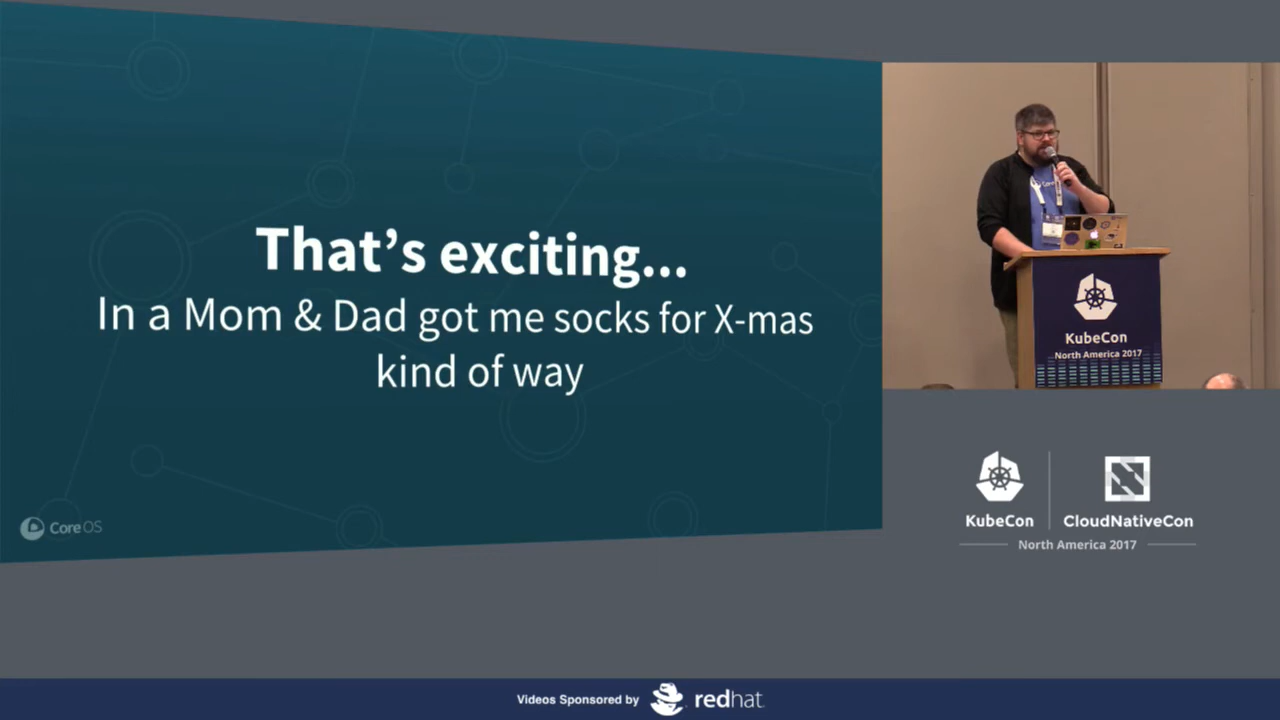 That's exciting...
In a Mom & Dad got me socks for X-mas
kind of way
CoreOS
KubeCon
North America 2017
KubeCon
CloudNativeCon
North America 2017
Videos Sponsored by
redhat